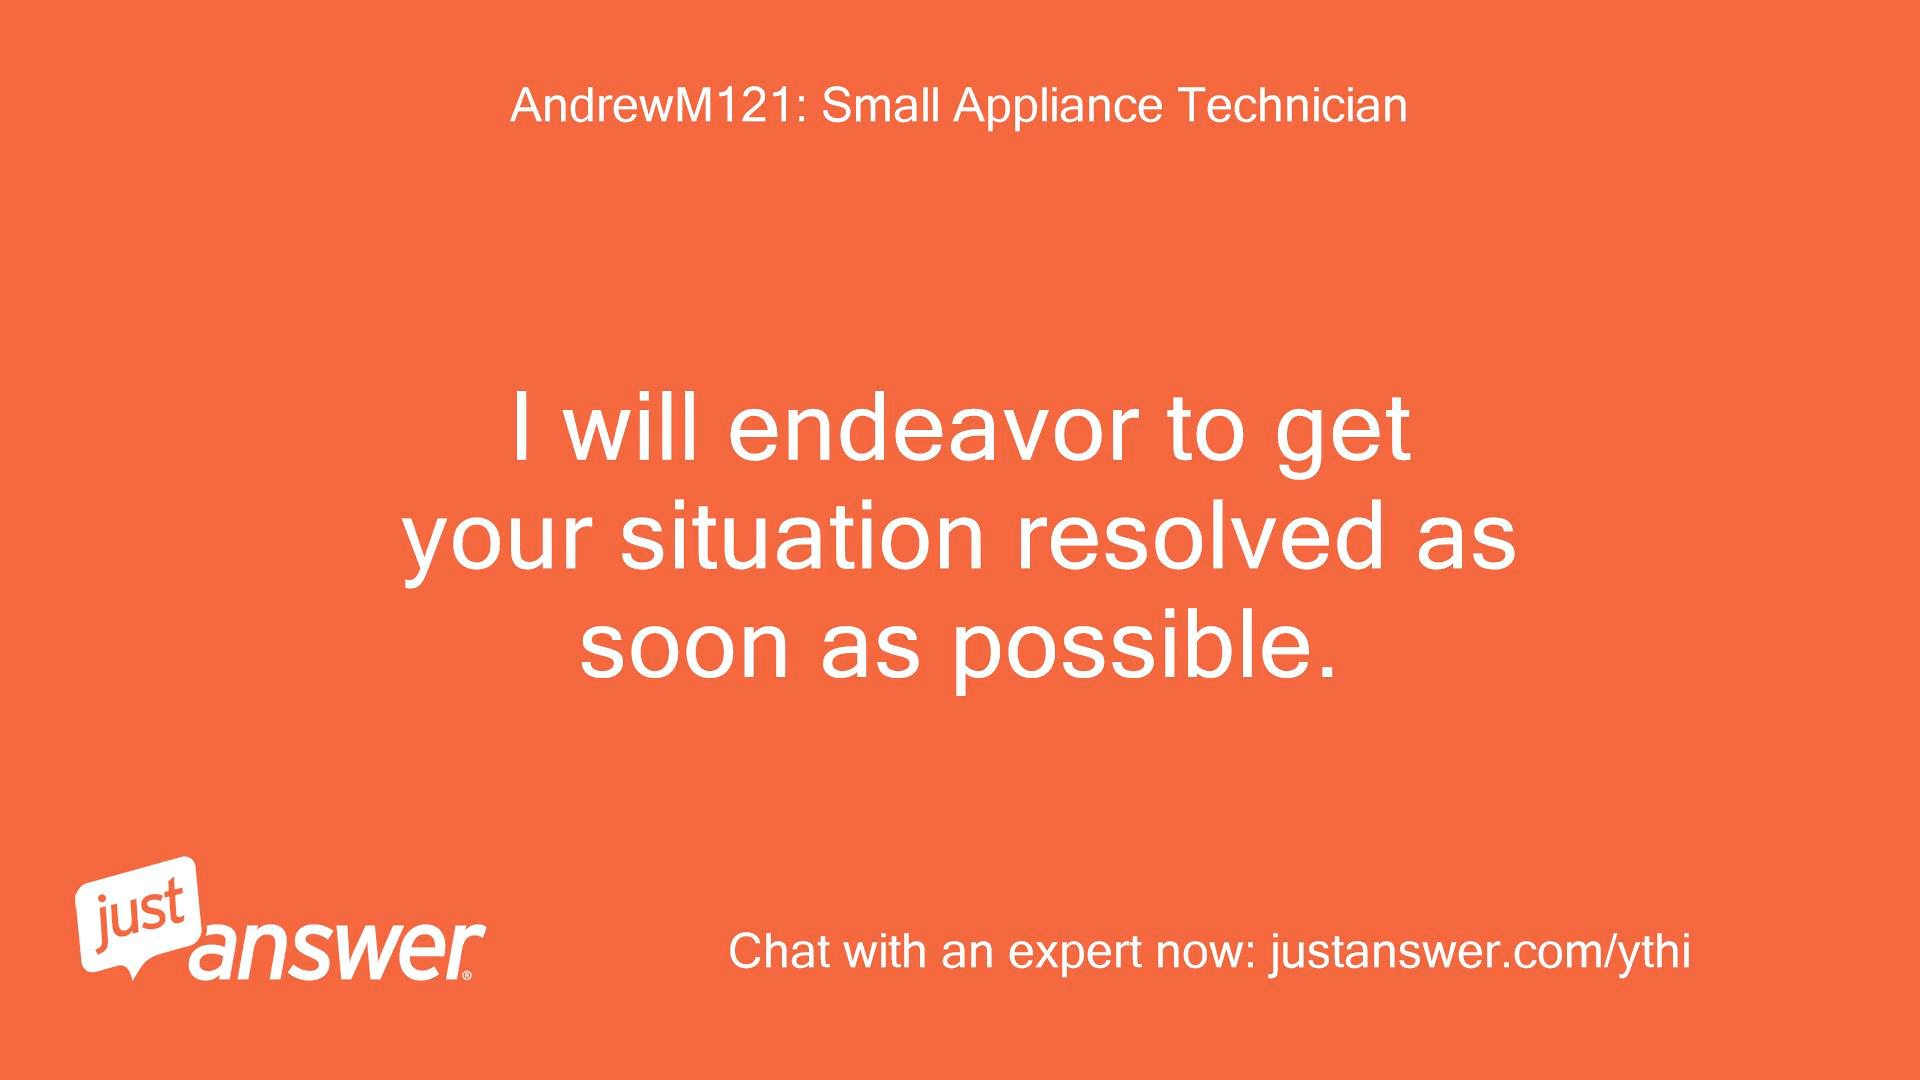 AndrewM121: Small Appliance Technician
I will endeavor to get
your situation resolved as
soon as possible.
just
answer®
Chat with an expert now: justanswer.com/ythi